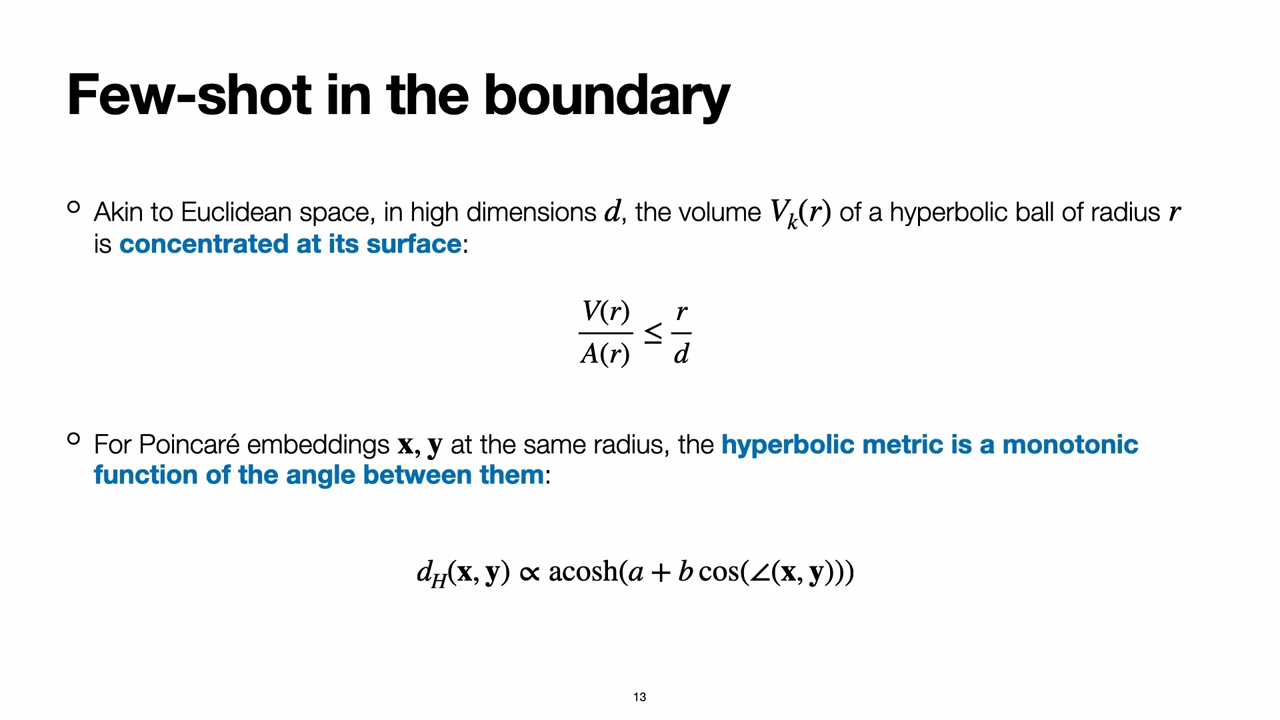 Few-shot in the boundary
Akin to Euclidean space, in high dimensions d, the volume V_k(r) of a hyperbolic ball of radius r
is concentrated at its surface:
V(r)/A(r) ≤ r/d
For Poincaré embeddings x, y at the same radius, the hyperbolic metric is a monotonic
function of the angle between them:
d_H(x, y) ∝ acosh(a + b cos(∠(x, y)))
13